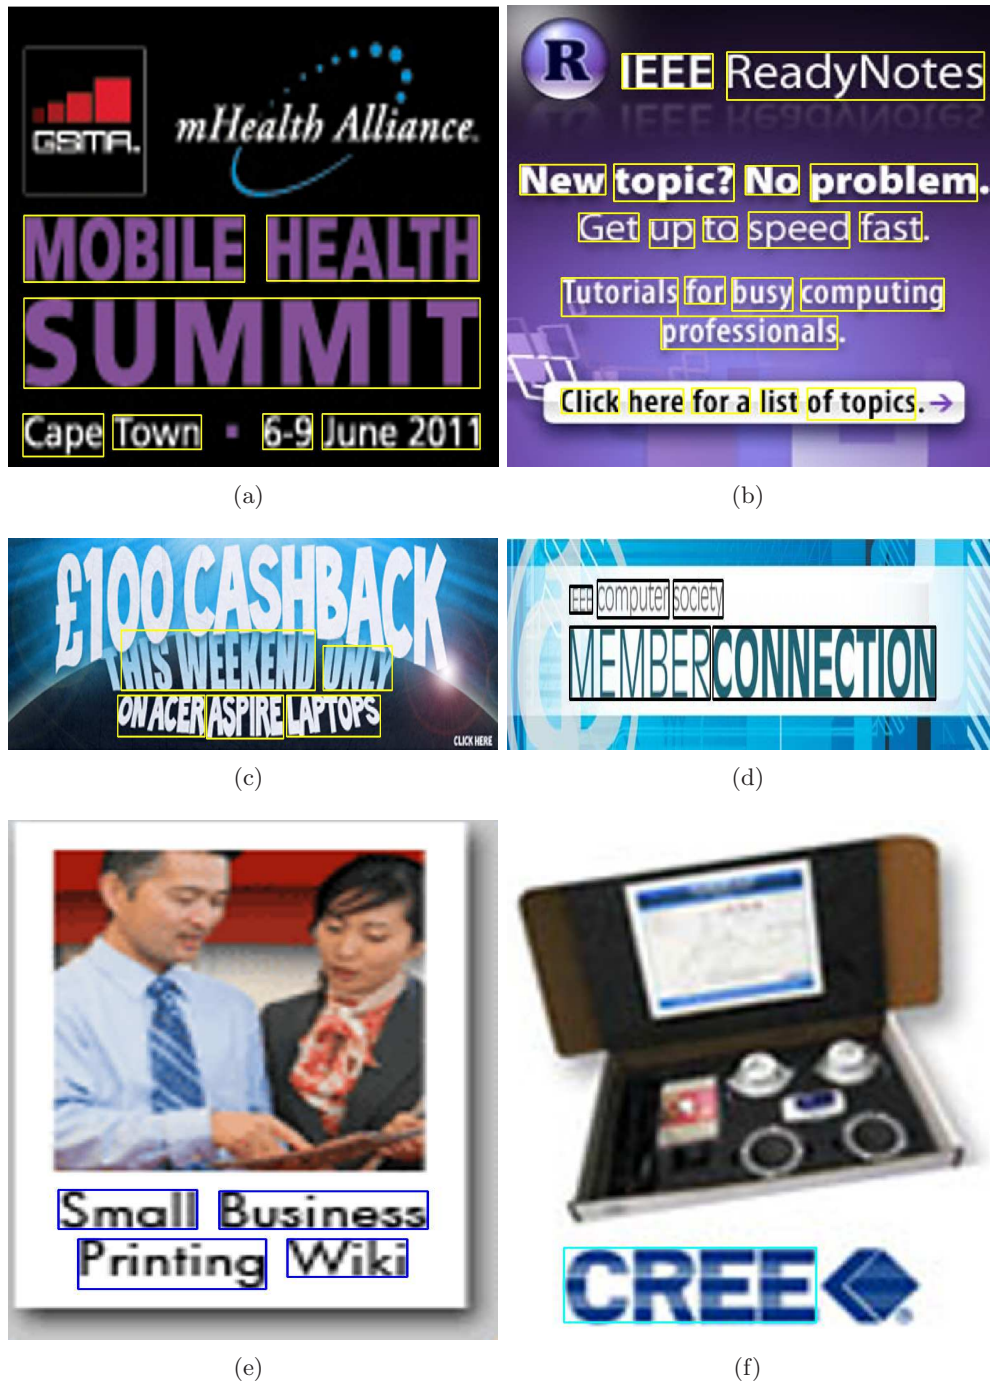 GSMA.
mHealth Alliance.
MOBILE HEALTH
SUMMIT
Cape Town ▪ 6-9 June 2011
(a)
R IEEE ReadyNotes
New topic? No problem.
Get up to speed fast.
Tutorials for busy computing
professionals.
Click here for a list of topics. →
(b)
£100 CASHBACK
THIS WEEKEND ONLY
ON ACER ASPIRE LAPTOPS
CLICK HERE
(c)
IEEE computer society
MEMBERCONNECTION
(d)
Small Business
Printing Wiki
(e)
CREE
(f)